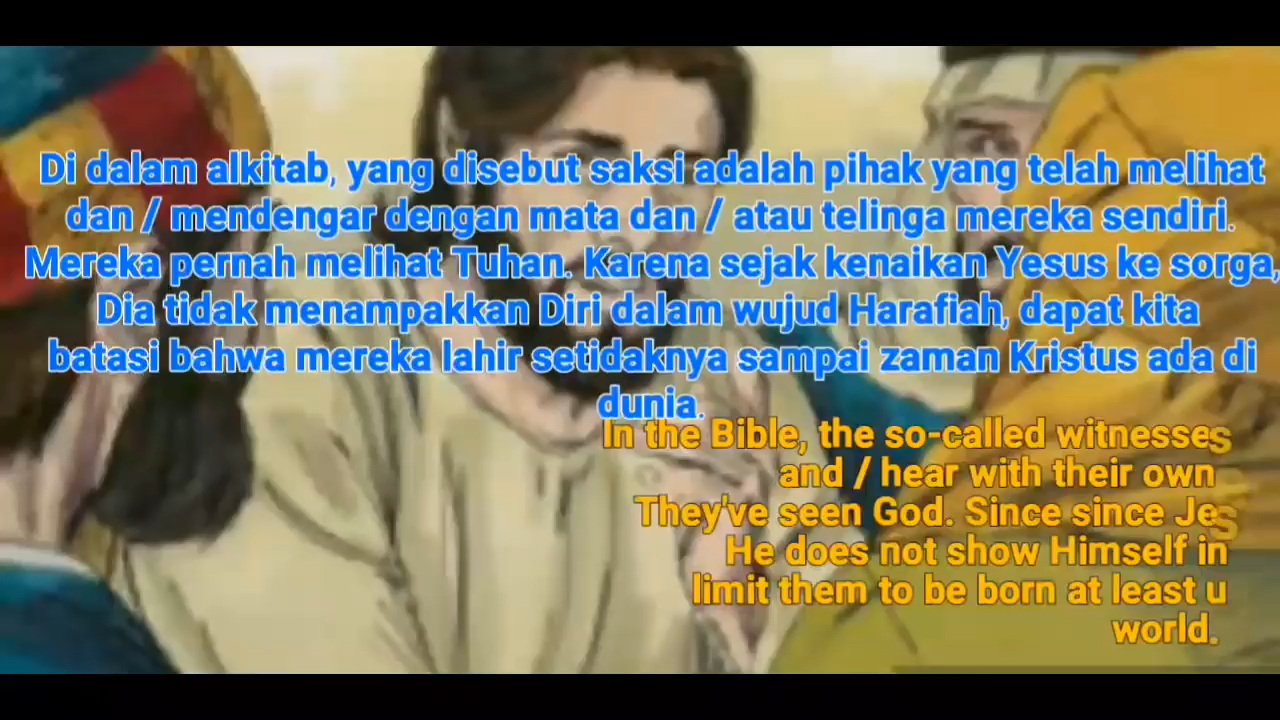 Di dalam alkitab, yang disebut saksi adalah pihak yang telah melihat
dan / mendengar dengan mata dan / atau telinga mereka sendiri.
Mereka pernah melihat Tuhan. Karena sejak kenaikan Yesus ke sorga,
Dia tidak menampakkan Diri dalam wujud Harafiah, dapat kita
batasi bahwa mereka lahir setidaknya sampai zaman Kristus ada di
dunia.
In the Bible, the so-called witnesses
and / hear with their own
They've seen God. Since since Jes
He does not show Himself in
limit them to be born at least u
world.